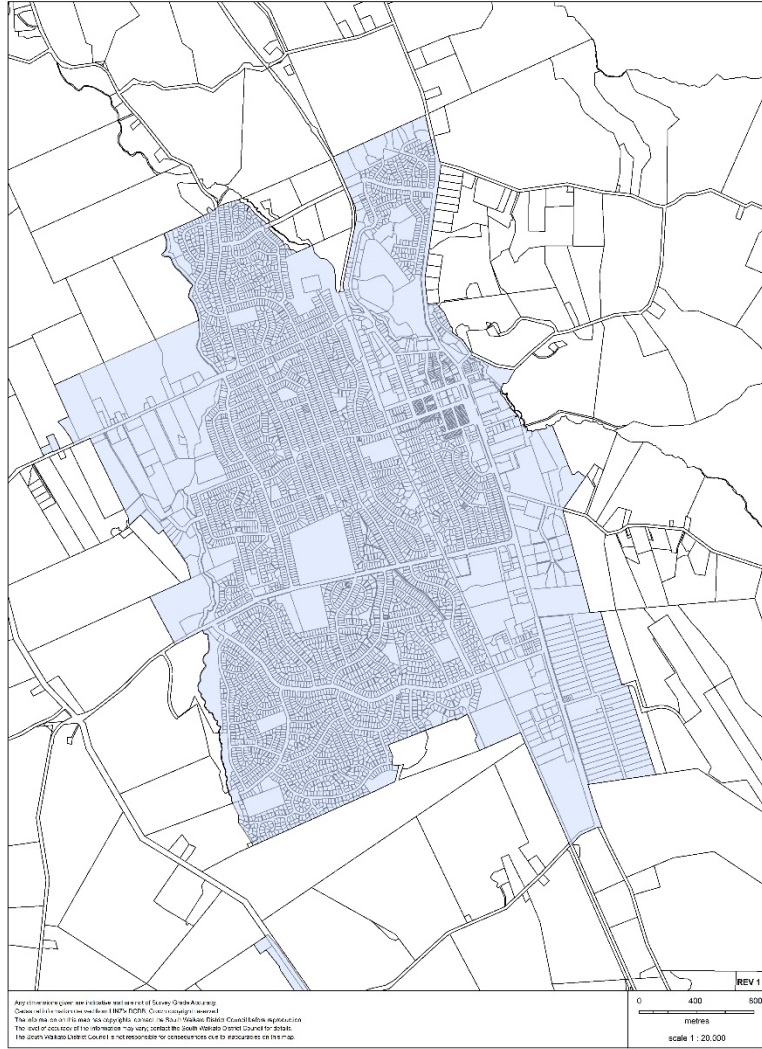 REV 1
Any dimensions given are indicative and are not of Survey Grade Accuracy.
Cadastral information derived from LINZ's DCDB, Crown copyright reserved
The information on this map has copyrights, contact the South Waikato District Council before reproduction
The level of accuracy of the information may vary, contact the South Waikato District Council for details.
The South Waikato District Council is not responsible for consequences due to inaccuracies on this map.
0 400 800
metres
scale 1 : 20,000